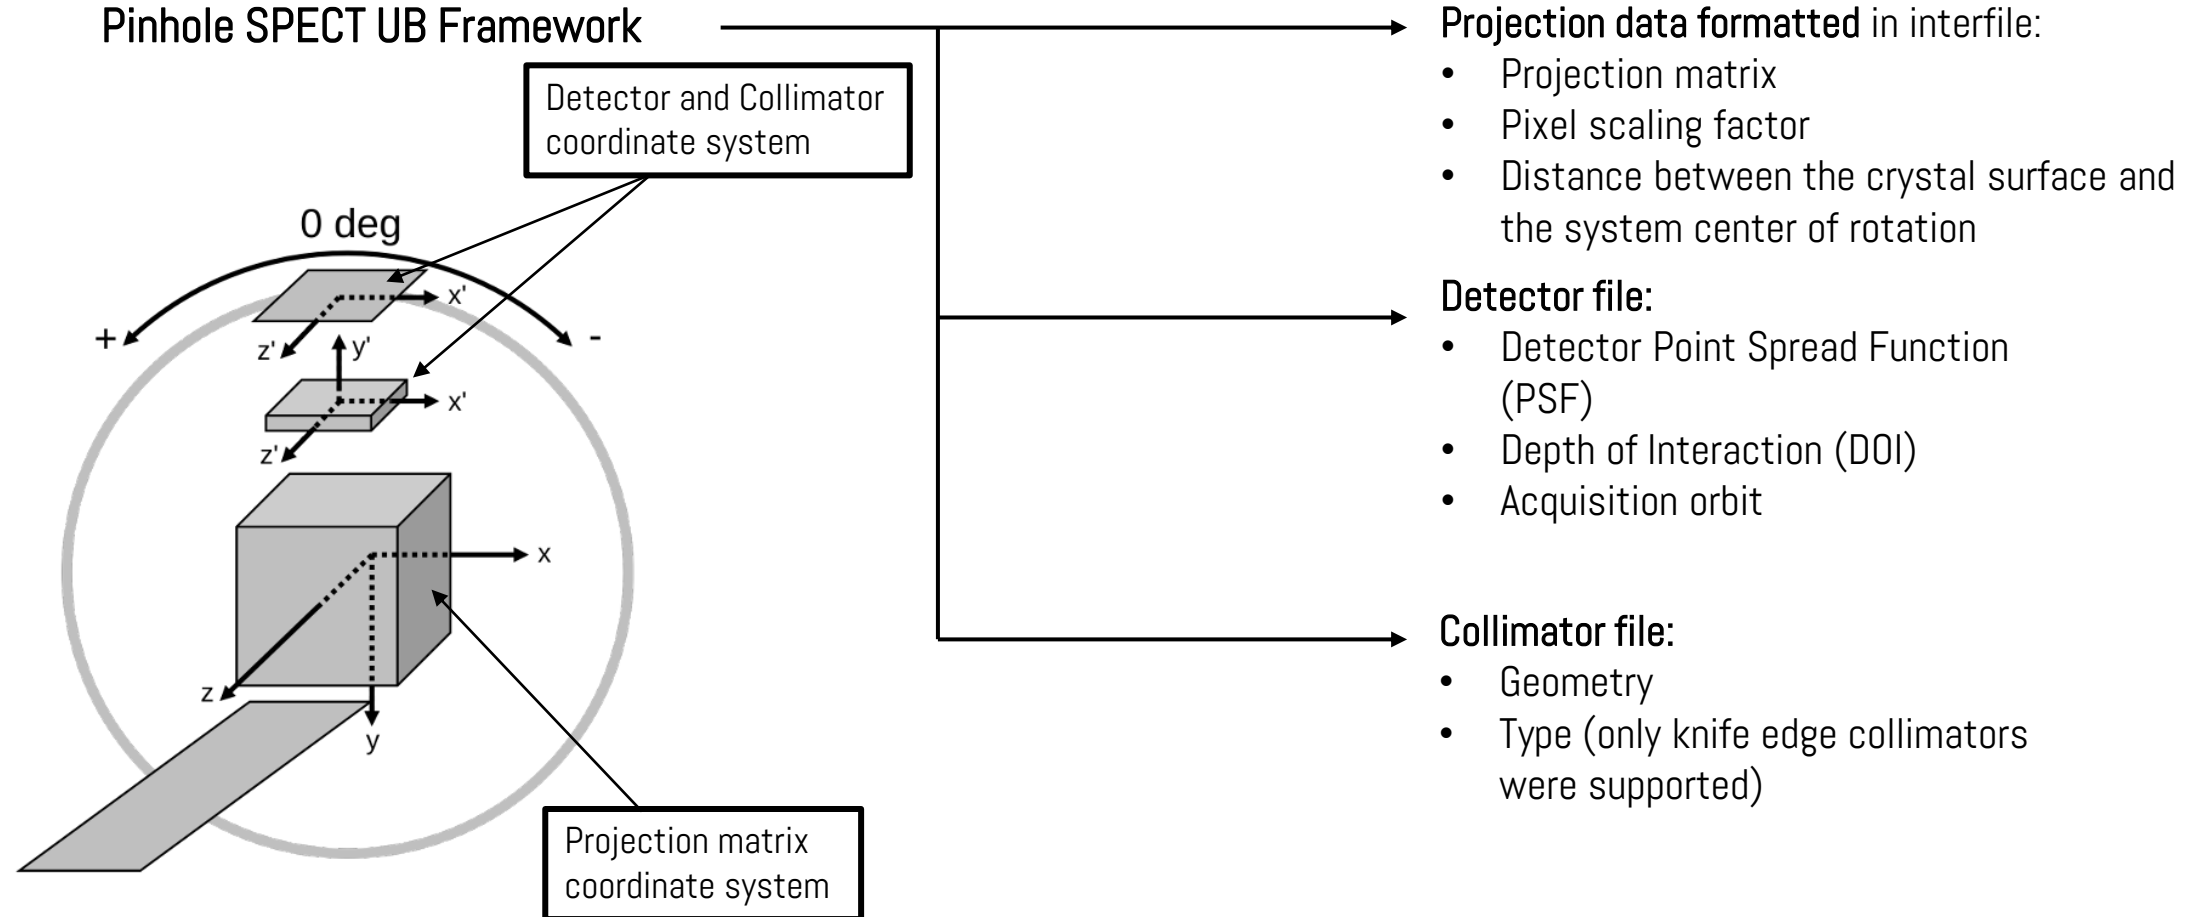 Pinhole SPECT UB Framework
Detector and Collimator
coordinate system
0 deg
+
-
x'
z'
y'
x'
z'
x
z
y
Projection matrix
coordinate system
Projection data formatted in interfile:
• Projection matrix
• Pixel scaling factor
• Distance between the crystal surface and
the system center of rotation
Detector file:
• Detector Point Spread Function
(PSF)
• Depth of Interaction (DOI)
• Acquisition orbit
Collimator file:
• Geometry
• Type (only knife edge collimators
were supported)